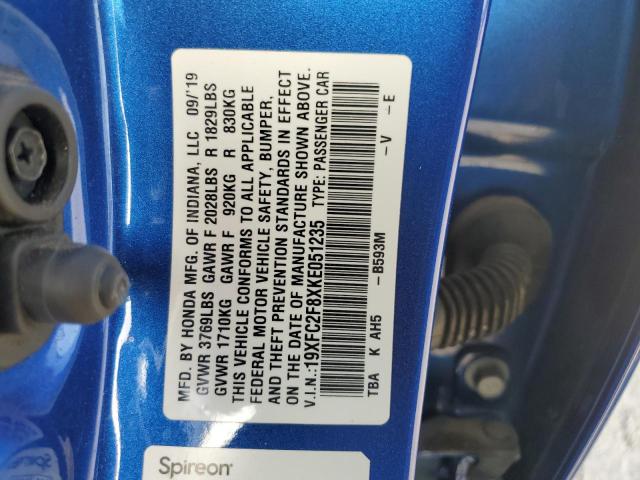 MFD. BY HONDA MFG. OF INDIANA, LLC 09/'19
GVWR 3769LBS GAWR F 2028LBS R 1829LBS
GVWR 1710KG GAWR F 920KG R 830KG
THIS VEHICLE CONFORMS TO ALL APPLICABLE
FEDERAL MOTOR VEHICLE SAFETY, BUMPER,
AND THEFT PREVENTION STANDARDS IN EFFECT
ON THE DATE OF MANUFACTURE SHOWN ABOVE.
V.I.N.:19XFC2F8XKE051235 TYPE: PASSENGER CAR
TBA K AH5 – B593M – V – E
Spireon